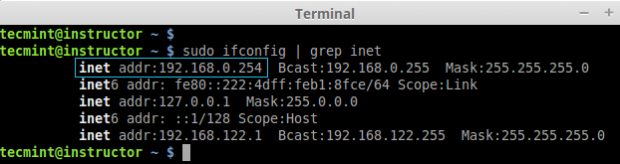 Terminal
tecmint@instructor ~ $
tecmint@instructor ~ $ sudo ifconfig | grep inet
inet addr:192.168.0.254  Bcast:192.168.0.255  Mask:255.255.255.0
inet6 addr: fe80::222:4dff:feb1:8fce/64 Scope:Link
inet addr:127.0.0.1  Mask:255.0.0.0
inet6 addr: ::1/128 Scope:Host
inet addr:192.168.122.1  Bcast:192.168.122.255  Mask:255.255.255.0
tecmint@instructor ~ $